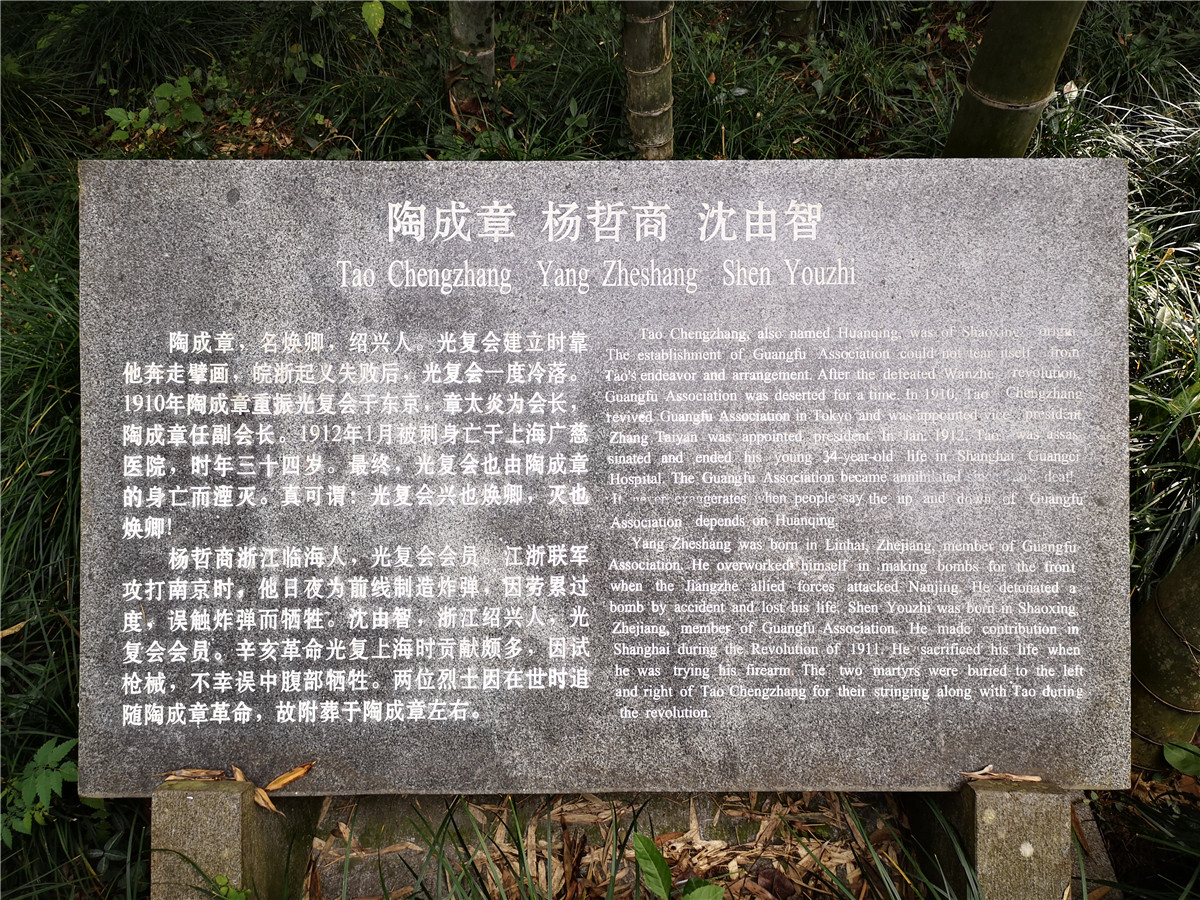 陶成章 杨哲商 沈由智
Tao Chengzhang Yang Zheshang Shen Youzhi
陶成章，名焕卿，绍兴人。光复会建立时靠
他奔走擘画，皖浙起义失败后，光复会一度冷落。
1910年陶成章重振光复会于东京，章太炎为会长，
陶成章任副会长。1912年1月被刺身亡于上海广慈
医院，时年三十四岁。最终，光复会也由陶成章
的身亡而湮灭。真可谓：光复会兴也焕卿，灭也
焕卿！
杨哲商浙江临海人，光复会会员。江浙联军
攻打南京时，他日夜为前线制造炸弹，因劳累过
度，误触炸弹而牺牲。沈由智，浙江绍兴人，光
复会会员。辛亥革命光复上海时贡献颇多，因试
枪械，不幸误中腹部牺牲。两位烈士因在世时追
随陶成章革命，故附葬于陶成章左右。
Tao Chengzhang, also named Huanqing, was of Shaoxing origin.
The establishment of Guangfu Association could not tear itself from
Tao's endeavor and arrangement. After the defeated Wanzhe revolution,
Guangfu Association was deserted for a time. In 1910, Tao Chengzhang
revived Guangfu Association in Tokyo and was appointed vice president.
Zhang Taiyan was appointed president. In Jan. 1912, Tao was assas
sinated and ended his young 34-year-old life in Shanghai Guangci
Hospital. The Guangfu Association became annihilated
It never exaggerates when people say the up and down of Guangfu
Association depends on Huanqing.
Yang Zheshang was born in Linhai, Zhejiang, member of Guangfu
Association. He overworked himself in making bombs for the front
when the Jiangzhe allied forces attacked Nanjing. He detonated a
bomb by accident and lost his life. Shen Youzhi was born in Shaoxing,
Zhejiang, member of Guangfu Association. He made contribution in
Shanghai during the Revolution of 1911. He sacrificed his life when
he was trying his firearm. The two martyrs were buried to the left
and right of Tao Chengzhang for their stringing along with Tao during
the revolution.